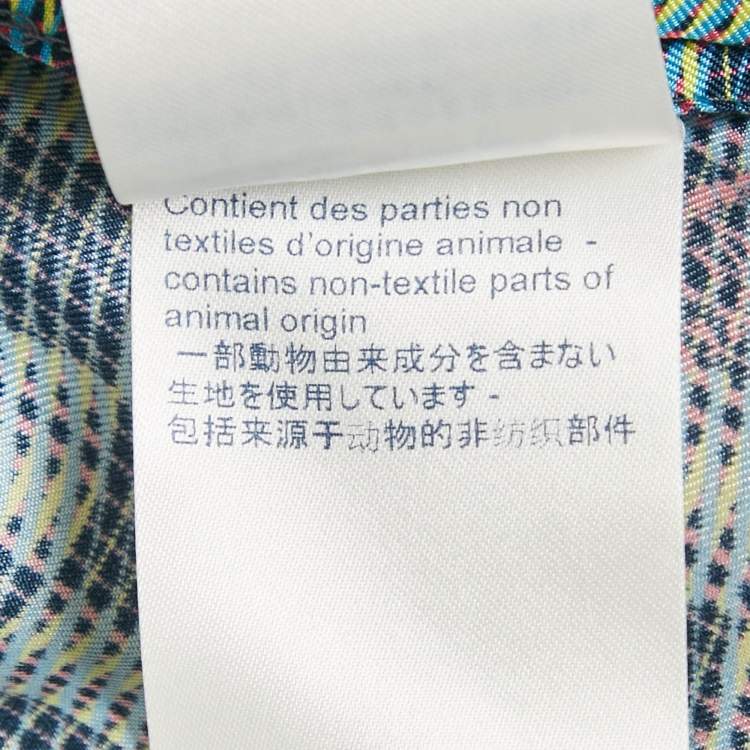 Contient des parties non
textiles d'origine animale -
contains non-textile parts of
animal origin
一部動物由来成分を含まない
生地を使用しています -
包括来源于动物的非纺织部件